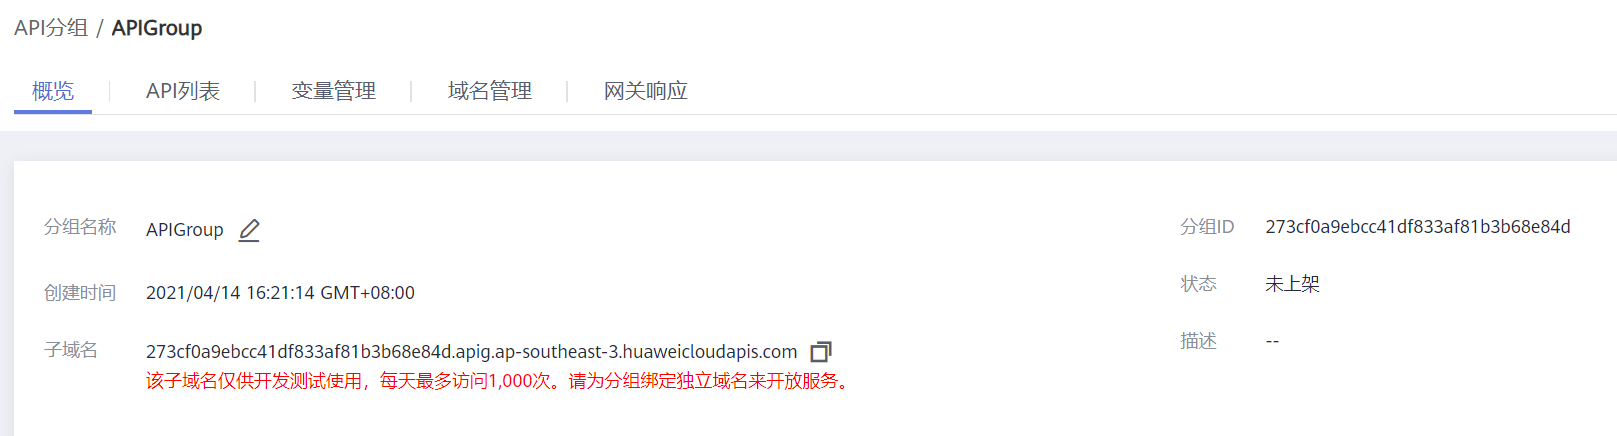 API分组 / APIGroup
概览 API列表 变量管理 域名管理 网关响应
分组名称 APIGroup 分组ID 273cf0a9ebcc41df833af81b3b68e84d
创建时间 2021/04/14 16:21:14 GMT+08:00 状态 未上架
子域名 273cf0a9ebcc41df833af81b3b68e84d.apig.ap-southeast-3.huaweicloudapis.com 描述 --
该子域名仅供开发测试使用，每天最多访问1,000次。请为分组绑定独立域名来开放服务。